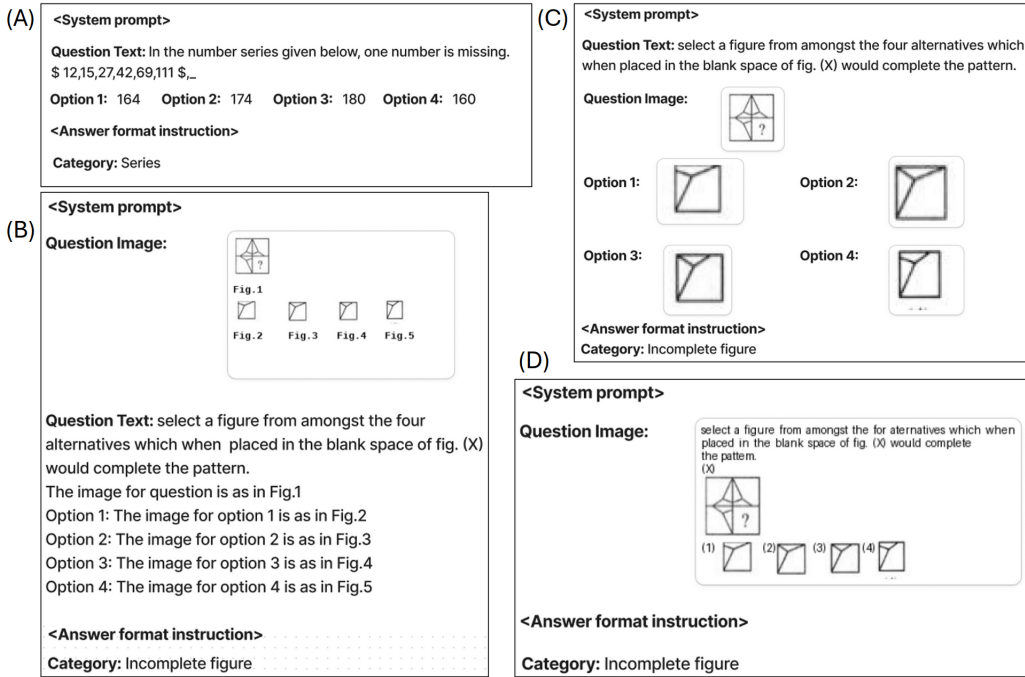 (A)
<System prompt>
Question Text: In the number series given below, one number is missing.
$ 12,15,27,42,69,111 $,_
Option 1: 164 Option 2: 174 Option 3: 180 Option 4: 160
<Answer format instruction>
Category: Series
(B)
<System prompt>
Question Image:
?
Fig.1
Fig.2 Fig.3 Fig.4 Fig.5
Question Text: select a figure from amongst the four
alternatives which when placed in the blank space of fig. (X)
would complete the pattern.
The image for question is as in Fig.1
Option 1: The image for option 1 is as in Fig.2
Option 2: The image for option 2 is as in Fig.3
Option 3: The image for option 3 is as in Fig.4
Option 4: The image for option 4 is as in Fig.5
<Answer format instruction>
Category: Incomplete figure
(C)
<System prompt>
Question Text: select a figure from amongst the four alternatives which
when placed in the blank space of fig. (X) would complete the pattern.
Question Image:
?
Option 1: Option 2:
Option 3: Option 4:
<Answer format instruction>
Category: Incomplete figure
(D)
<System prompt>
Question Image:
select a figure from amongst the for aternatives which when
placed in the blank space of fig. (X) would complete
the pattem.
(X)
?
(1) (2) (3) (4)
<Answer format instruction>
Category: Incomplete figure